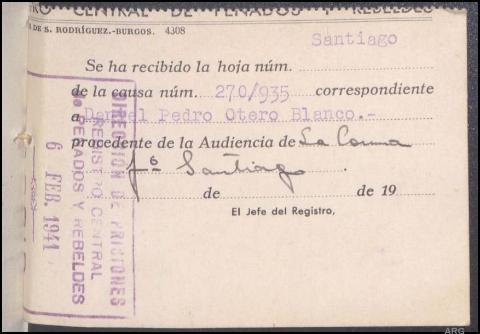 CENTRAL DE PENADOS Y REBELDES
DE S. RODRÍGUEZ.-BURGOS. 4308
Santiago
Se ha recibido la hoja núm.
de la causa núm. 270/935 correspondiente
a Daniel Pedro Otero Blanco.-
procedente de la Audiencia de La Coruña
Jº Santiago.
de de 19
El Jefe del Registro,
DIRECCION DE PRISIONES
REGISTRO CENTRAL
DE PENADOS Y REBELDES
6 FEB. 1941
ARG